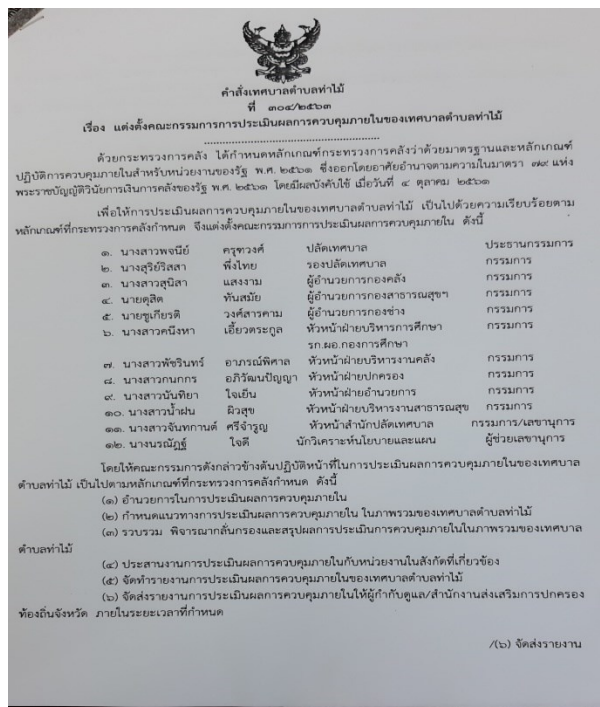 คำสั่งเทศบาลตำบลท่าไม้
ที่ ๓๐๔/๒๕๖๓
เรื่อง แต่งตั้งคณะกรรมการการประเมินผลการควบคุมภายในของเทศบาลตำบลท่าไม้
ด้วยกระทรวงการคลัง ได้กำหนดหลักเกณฑ์กระทรวงการคลังว่าด้วยมาตรฐานและหลักเกณฑ์
ปฏิบัติการควบคุมภายในสำหรับหน่วยงานของรัฐ พ.ศ. ๒๕๖๑ ซึ่งออกโดยอาศัยอำนาจตามความในมาตรา ๗๙ แห่ง
พระราชบัญญัติวินัยการเงินการคลังของรัฐ พ.ศ. ๒๕๖๑ โดยมีผลบังคับใช้ เมื่อวันที่ ๔ ตุลาคม ๒๕๖๑
เพื่อให้การประเมินผลการควบคุมภายในของเทศบาลตำบลท่าไม้ เป็นไปด้วยความเรียบร้อยตาม
หลักเกณฑ์ที่กระทรวงการคลังกำหนด จึงแต่งตั้งคณะกรรมการการประเมินผลการควบคุมภายใน ดังนี้
๑. นางสาวพจนีย์ ครุฑวงศ์ ปลัดเทศบาล ประธานกรรมการ
๒. นางสุรีย์ริสสา พึ่งไทย รองปลัดเทศบาล กรรมการ
๓. นางสาวสุนิสา แสงงาม ผู้อำนวยการกองคลัง กรรมการ
๔. นายดุสิต ทันสมัย ผู้อำนวยการกองสาธารณสุขฯ กรรมการ
๕. นายชูเกียรติ วงศ์สารคาม ผู้อำนวยการกองช่าง กรรมการ
๖. นางสาวคนึงหา เอี้ยวตระกูล หัวหน้าฝ่ายบริหารการศึกษา กรรมการ
รก.ผอ.กองการศึกษา
๗. นางสาวพัชรินทร์ อาภรณ์พิศาล หัวหน้าฝ่ายบริหารงานคลัง กรรมการ
๘. นางสาวกนกกร อภิวัฒนปัญญา หัวหน้าฝ่ายปกครอง กรรมการ
๙. นางสาวนันทิยา ใจเย็น หัวหน้าฝ่ายอำนวยการ กรรมการ
๑๐. นางสาวน้ำฝน ผิวสุข หัวหน้าฝ่ายบริหารงานสาธารณสุข กรรมการ
๑๑. นางสาวจันทกานต์ ศรีจำรูญ หัวหน้าสำนักปลัดเทศบาล กรรมการ/เลขานุการ
๑๒. นางนรณัฏฐ์ ใจดี นักวิเคราะห์นโยบายและแผน ผู้ช่วยเลขานุการ
โดยให้คณะกรรมการดังกล่าวข้างต้นปฏิบัติหน้าที่ในการประเมินผลการควบคุมภายในของเทศบาล
ตำบลท่าไม้ เป็นไปตามหลักเกณฑ์ที่กระทรวงการคลังกำหนด ดังนี้
(๑) อำนวยการในการประเมินผลการควบคุมภายใน
(๒) กำหนดแนวทางการประเมินผลการควบคุมภายใน ในภาพรวมของเทศบาลตำบลท่าไม้
(๓) รวบรวม พิจารณากลั่นกรองและสรุปผลการประเมินการควบคุมภายในในภาพรวมของเทศบาล
ตำบลท่าไม้
(๔) ประสานงานการประเมินผลการควบคุมภายในกับหน่วยงานในสังกัดที่เกี่ยวข้อง
(๕) จัดทำรายงานการประเมินผลการควบคุมภายในของเทศบาลตำบลท่าไม้
(๖) จัดส่งรายงานการประเมินผลการควบคุมภายในให้ผู้กำกับดูแล/สำนักงานส่งเสริมการปกครอง
ท้องถิ่นจังหวัด ภายในระยะเวลาที่กำหนด
/(๖) จัดส่งรายงาน